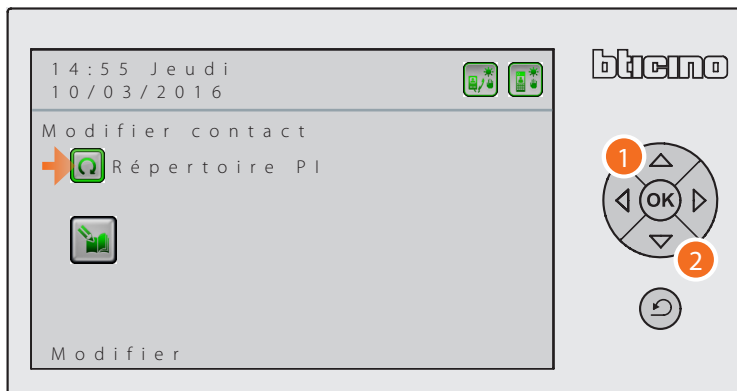 14:55 Jeudi
10/03/2016
bticino
Modifier contact
Répertoire PI
1
OK
2
Modifier